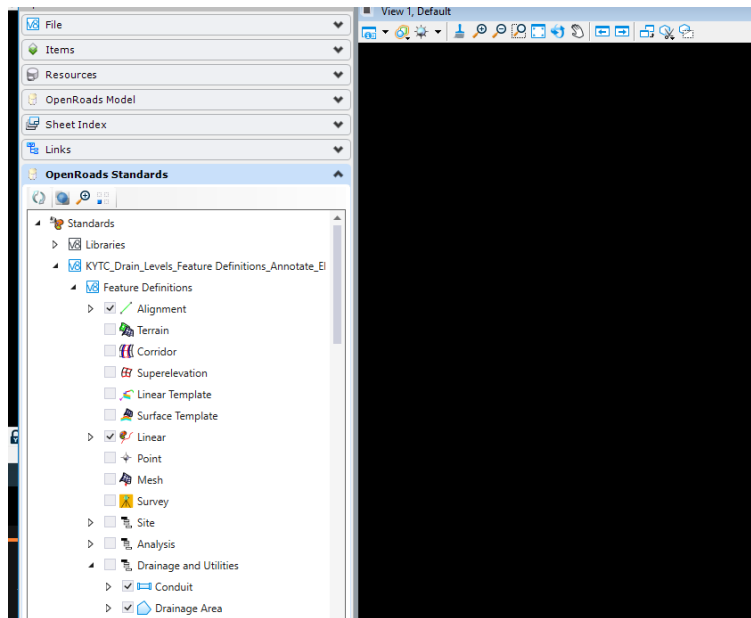 View 1, Default
File
Items
Resources
OpenRoads Model
Sheet Index
Links
OpenRoads Standards
Standards
Libraries
KYTC_Drain_Levels_Feature Definitions_Annotate_El
Feature Definitions
Alignment
Terrain
Corridor
Superelevation
Linear Template
Surface Template
Linear
Point
Mesh
Survey
Site
Analysis
Drainage and Utilities
Conduit
Drainage Area